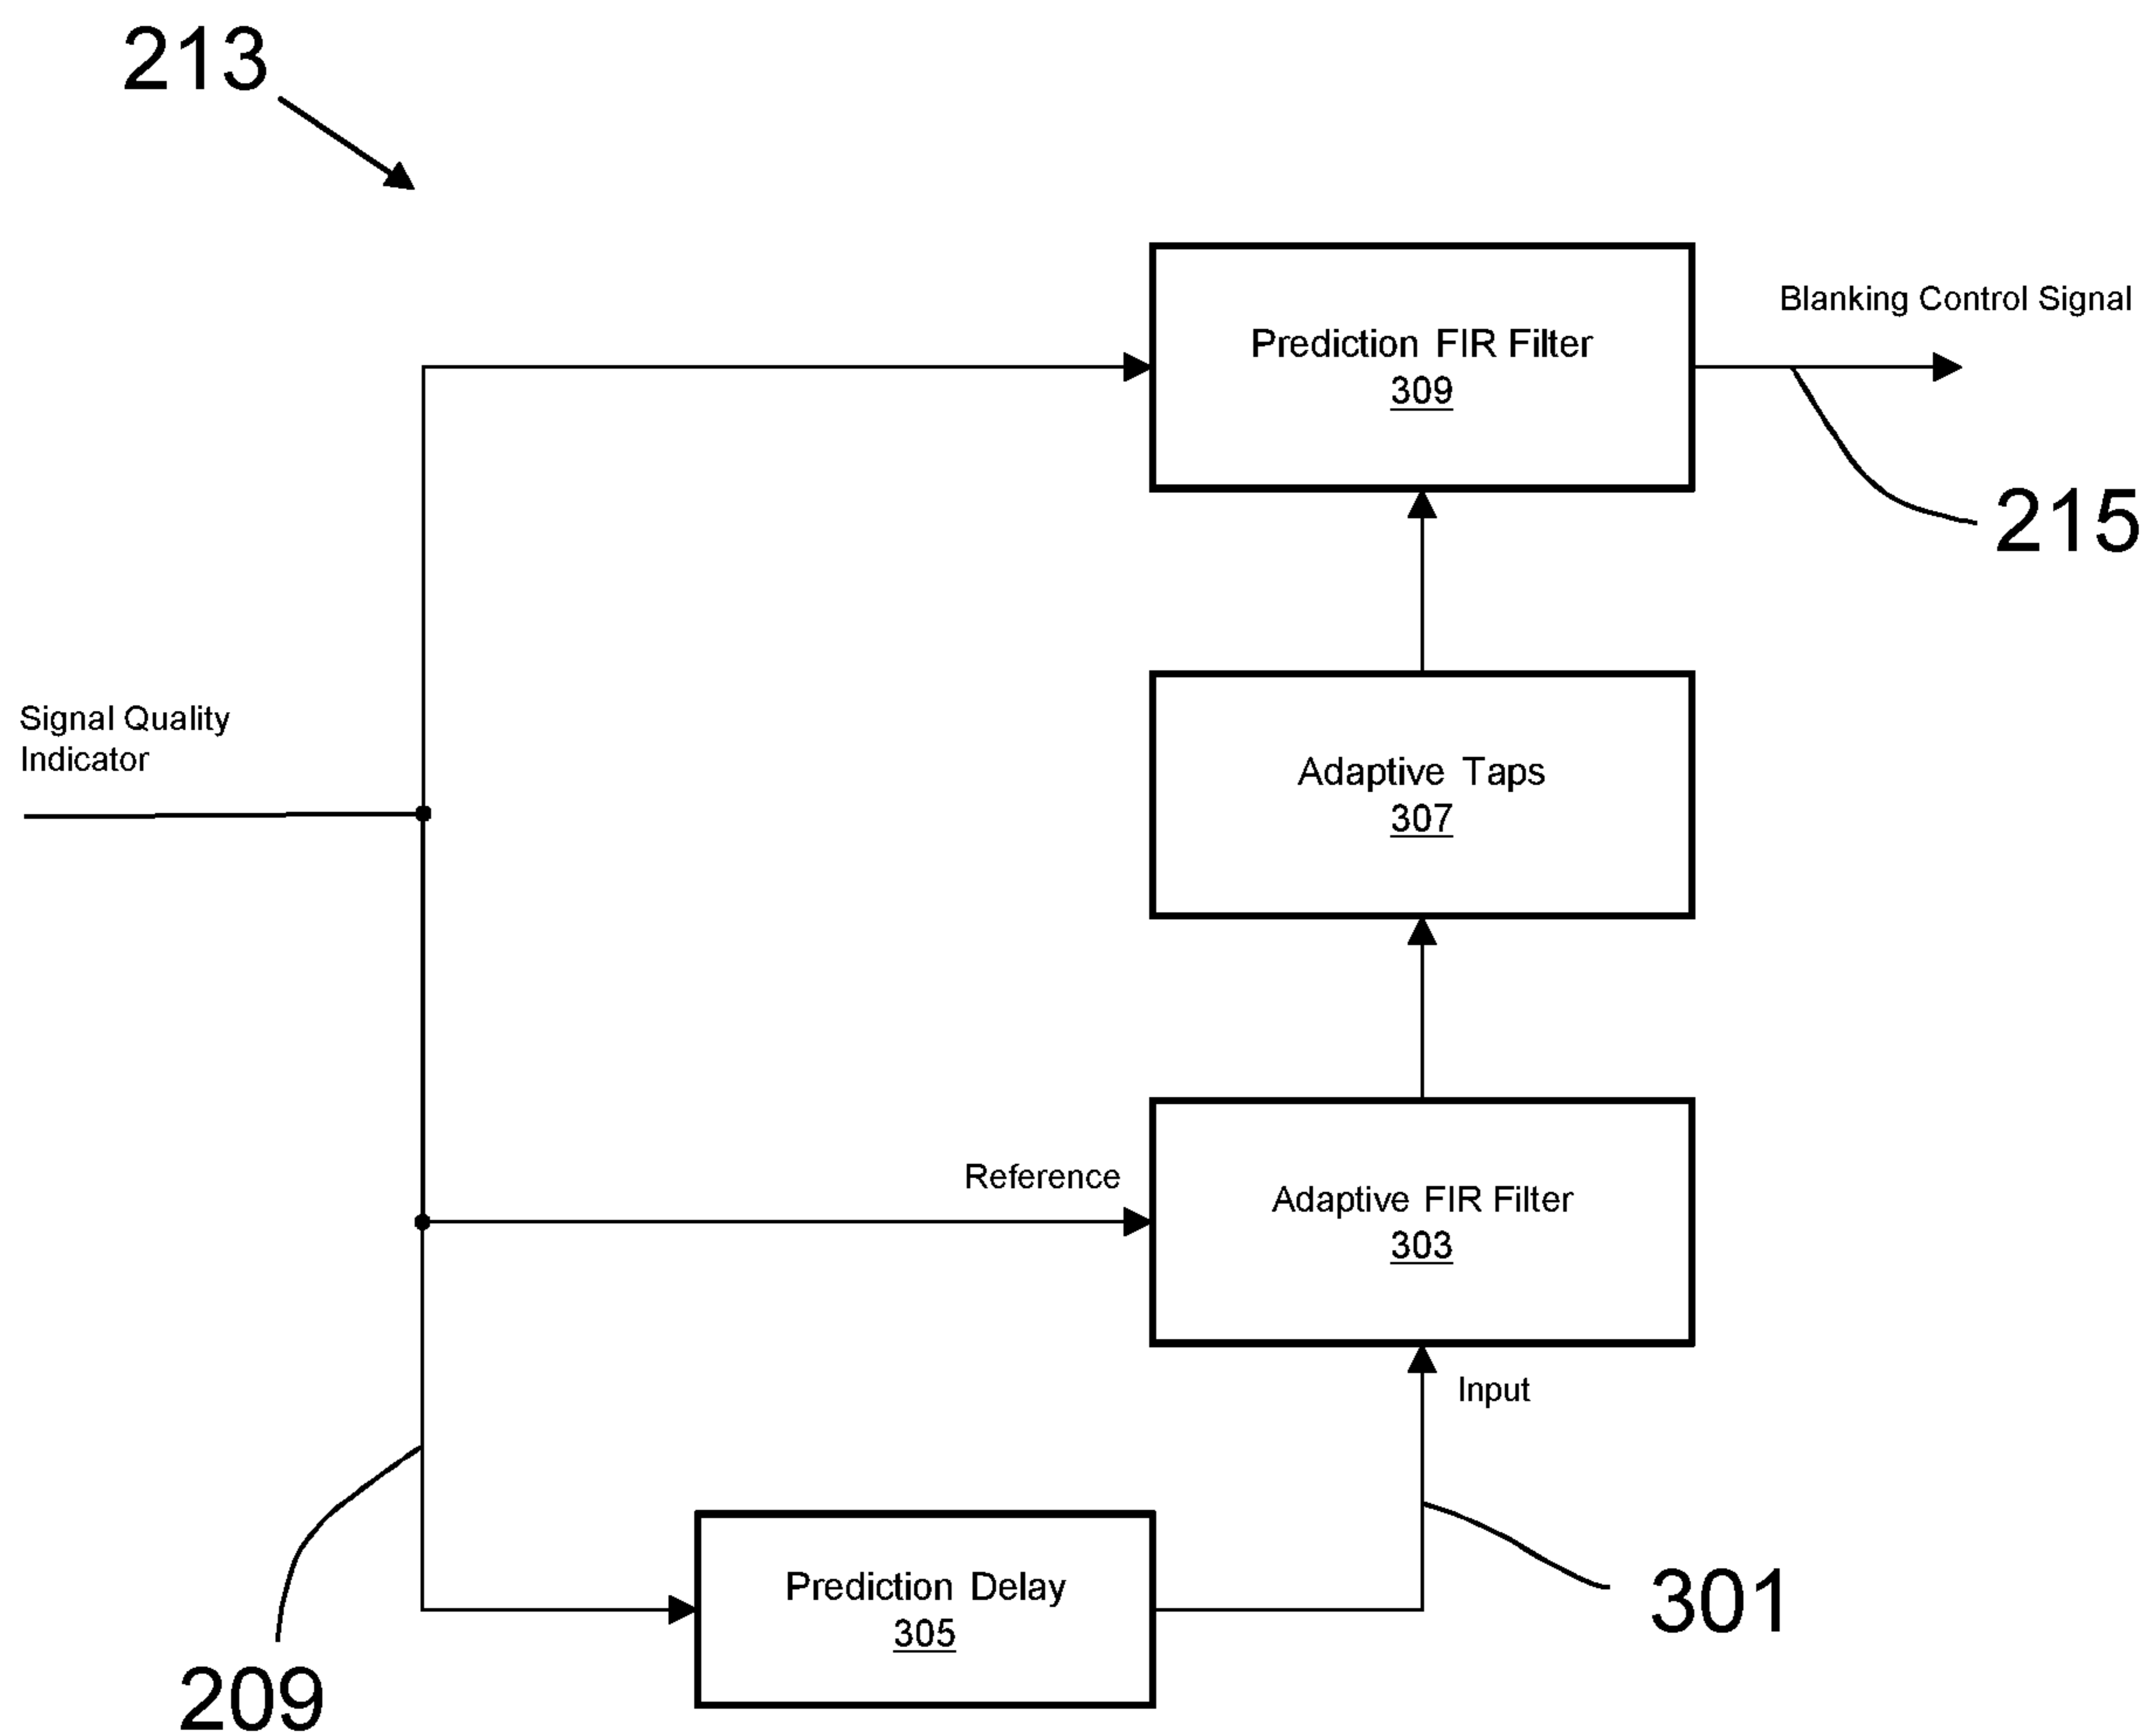 213
Prediction FIR Filter
309
Blanking Control Signal
215
Signal Quality
Indicator
Adaptive Taps
307
Reference
Adaptive FIR Filter
303
Input
Prediction Delay
305
301
209